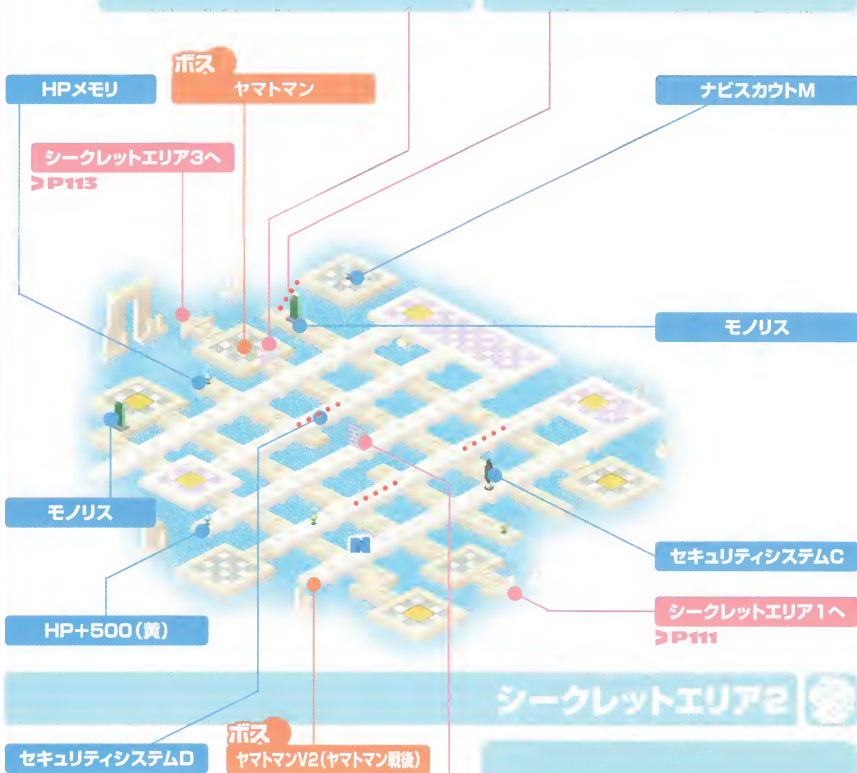 ボス
HPメモリ
ヤマトマン
ナビスカウトM
シークレットエリア3へ
>P113
モノリス
モノリス
N
セキュリティシステムC
HP+500(黄)
シークレットエリア1へ
>P111
シークレットエリア2
ボス
セキュリティシステムD
ヤマトマンV2(ヤマトマン戦後)